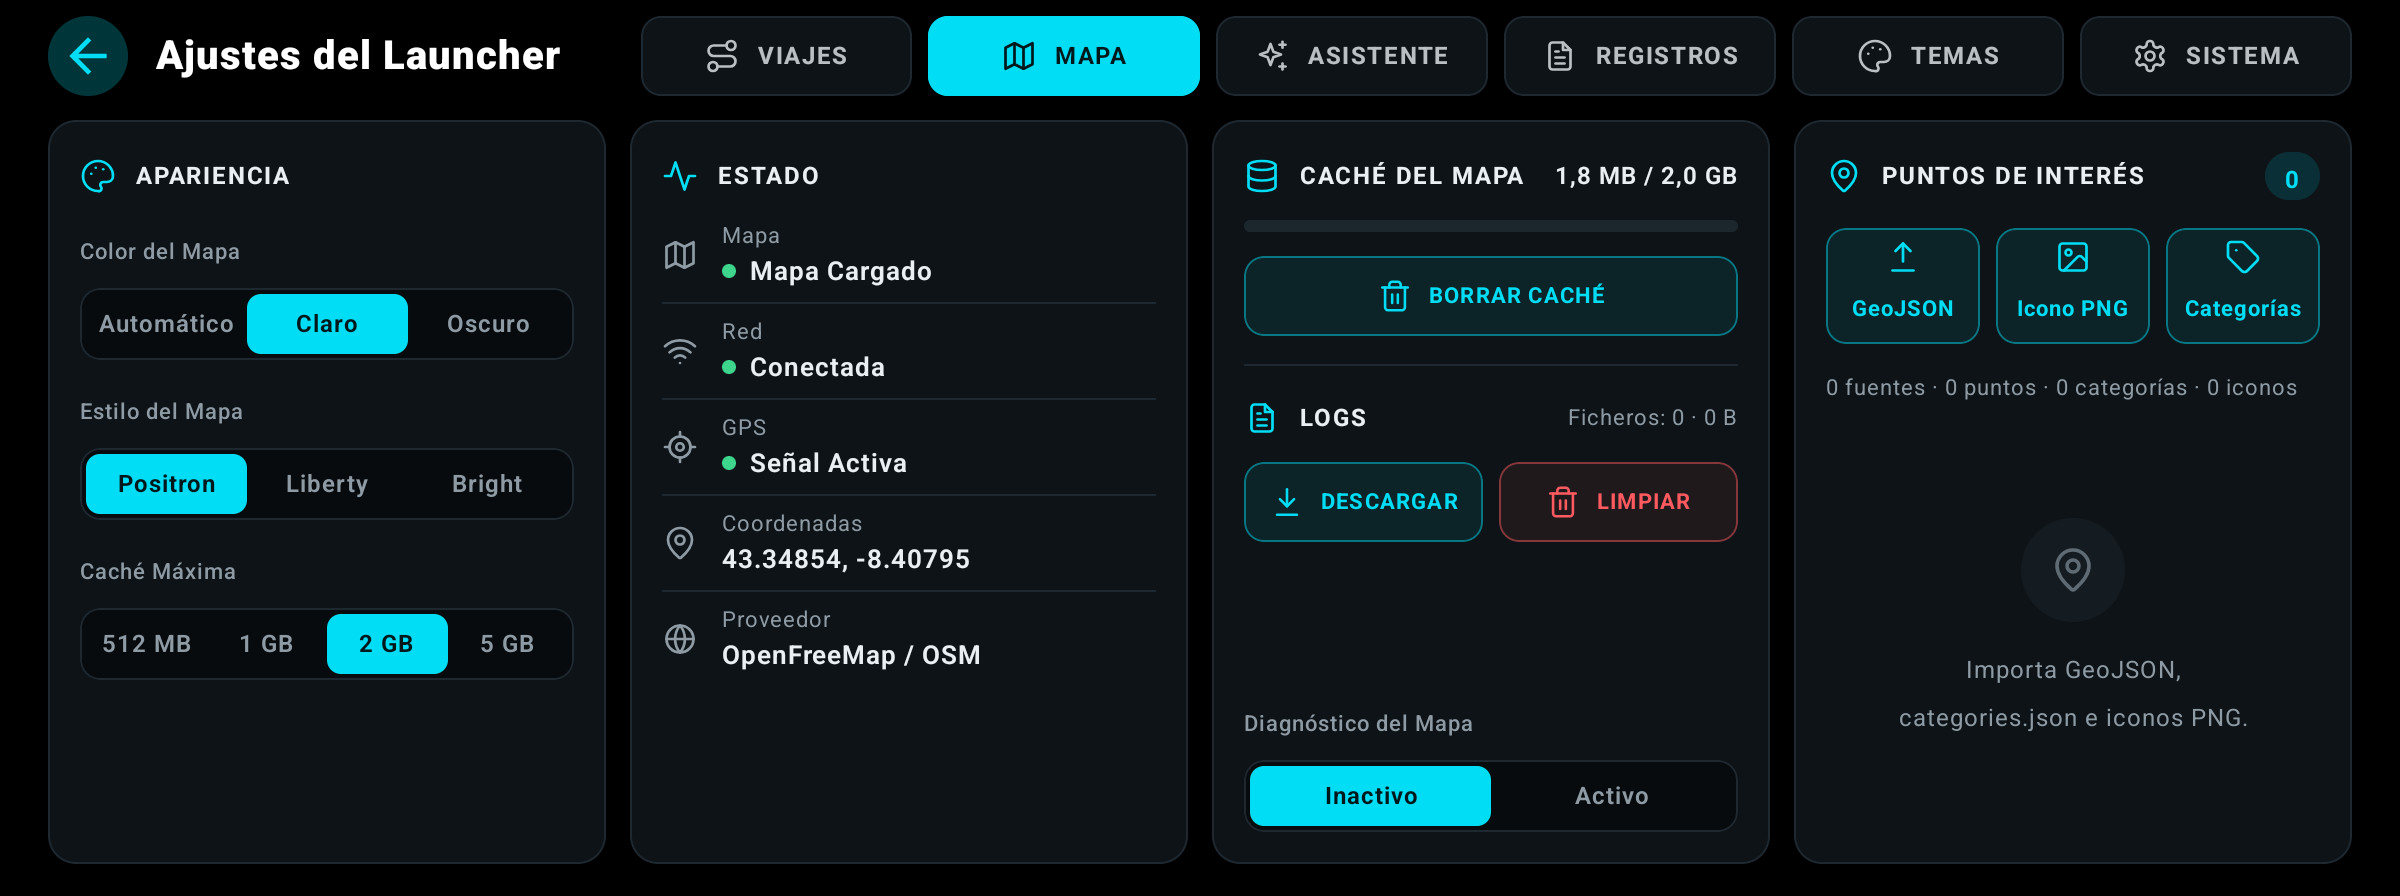 Ajustes del Launcher
VIAJES
MAPA
ASISTENTE
REGISTROS
TEMAS
SISTEMA
APARIENCIA
Color del Mapa
Automático
Claro
Oscuro
Estilo del Mapa
Positron
Liberty
Bright
Caché Máxima
512 MB
1 GB
2 GB
5 GB
ESTADO
Mapa
Mapa Cargado
Red
Conectada
GPS
Señal Activa
Coordenadas
43.34854, -8.40795
Proveedor
OpenFreeMap / OSM
CACHÉ DEL MAPA 1,8 MB / 2,0 GB
BORRAR CACHÉ
LOGS Ficheros: 0 · 0 B
DESCARGAR
LIMPIAR
Diagnóstico del Mapa
Inactivo
Activo
PUNTOS DE INTERÉS 0
GeoJSON
Icono PNG
Categorías
0 fuentes · 0 puntos · 0 categorías · 0 iconos
Importa GeoJSON,
categories.json e iconos PNG.